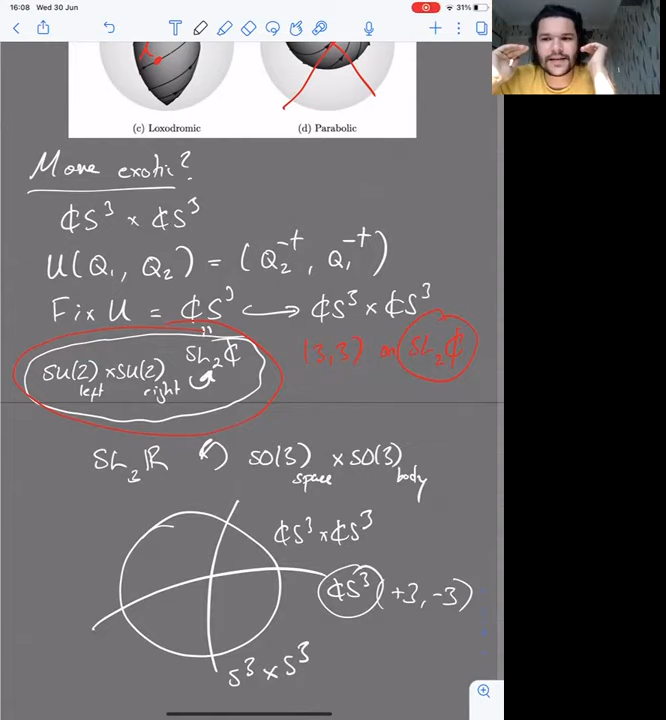 16:08 Wed 30 Jun
31%
(c) Loxodromic
(d) Parabolic
More exotic?
ℂS³ × ℂS³
U(Q₁, Q₂) = (Q₂⁻†, Q₁⁻†)
Fix U = ℂS³ ↪ ℂS³ × ℂS³
SL₂ℂ
(3,3) on SL₂ℂ
SU(2) × SU(2)
left right
SL₃ℝ ↶ SO(3) × SO(3)
space body
ℂS³ × ℂS³
ℂS³ (+3, -3)
S³ × S³